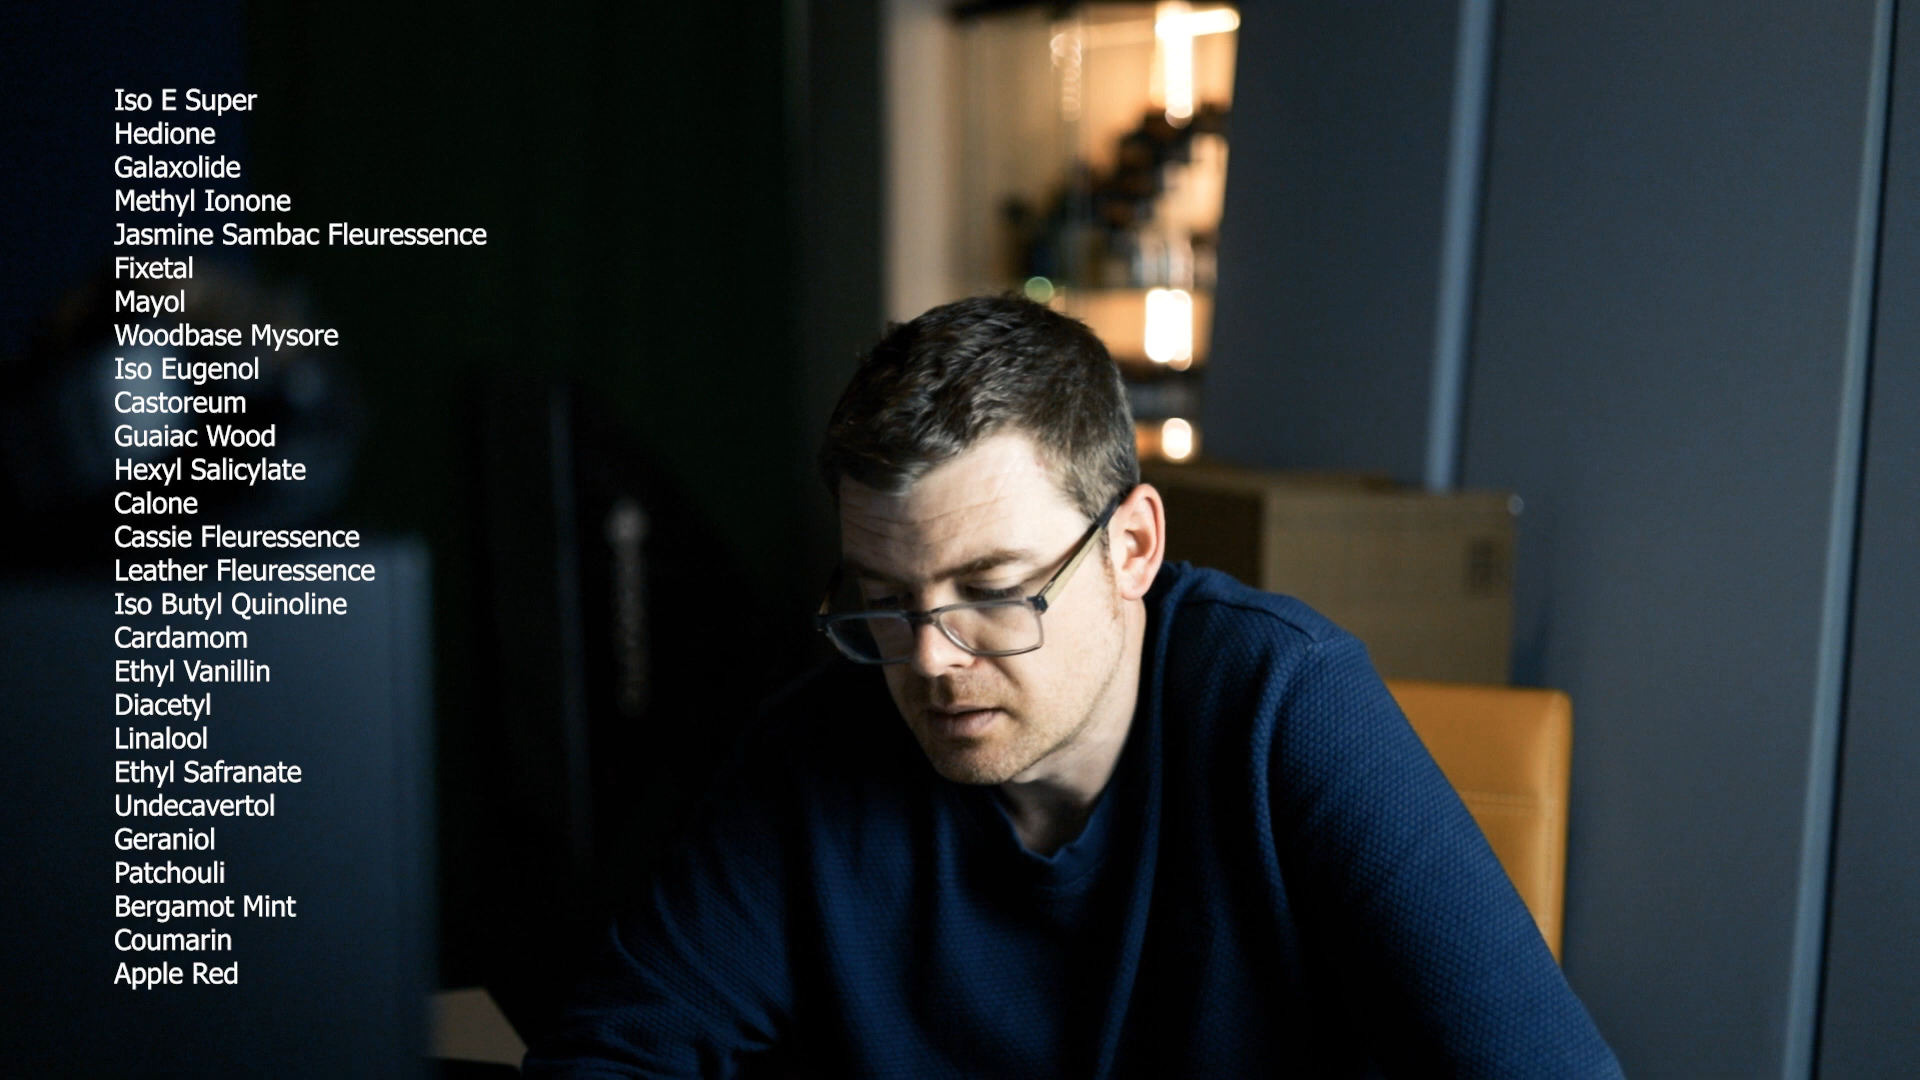 Iso E Super
Hedione
Galaxolide
Methyl Ionone
Jasmine Sambac Fleuressence
Fixetal
Mayol
Woodbase Mysore
Iso Eugenol
Castoreum
Guaiac Wood
Hexyl Salicylate
Calone
Cassie Fleuressence
Leather Fleuressence
Iso Butyl Quinoline
Cardamom
Ethyl Vanillin
Diacetyl
Linalool
Ethyl Safranate
Undecavertol
Geraniol
Patchouli
Bergamot Mint
Coumarin
Apple Red